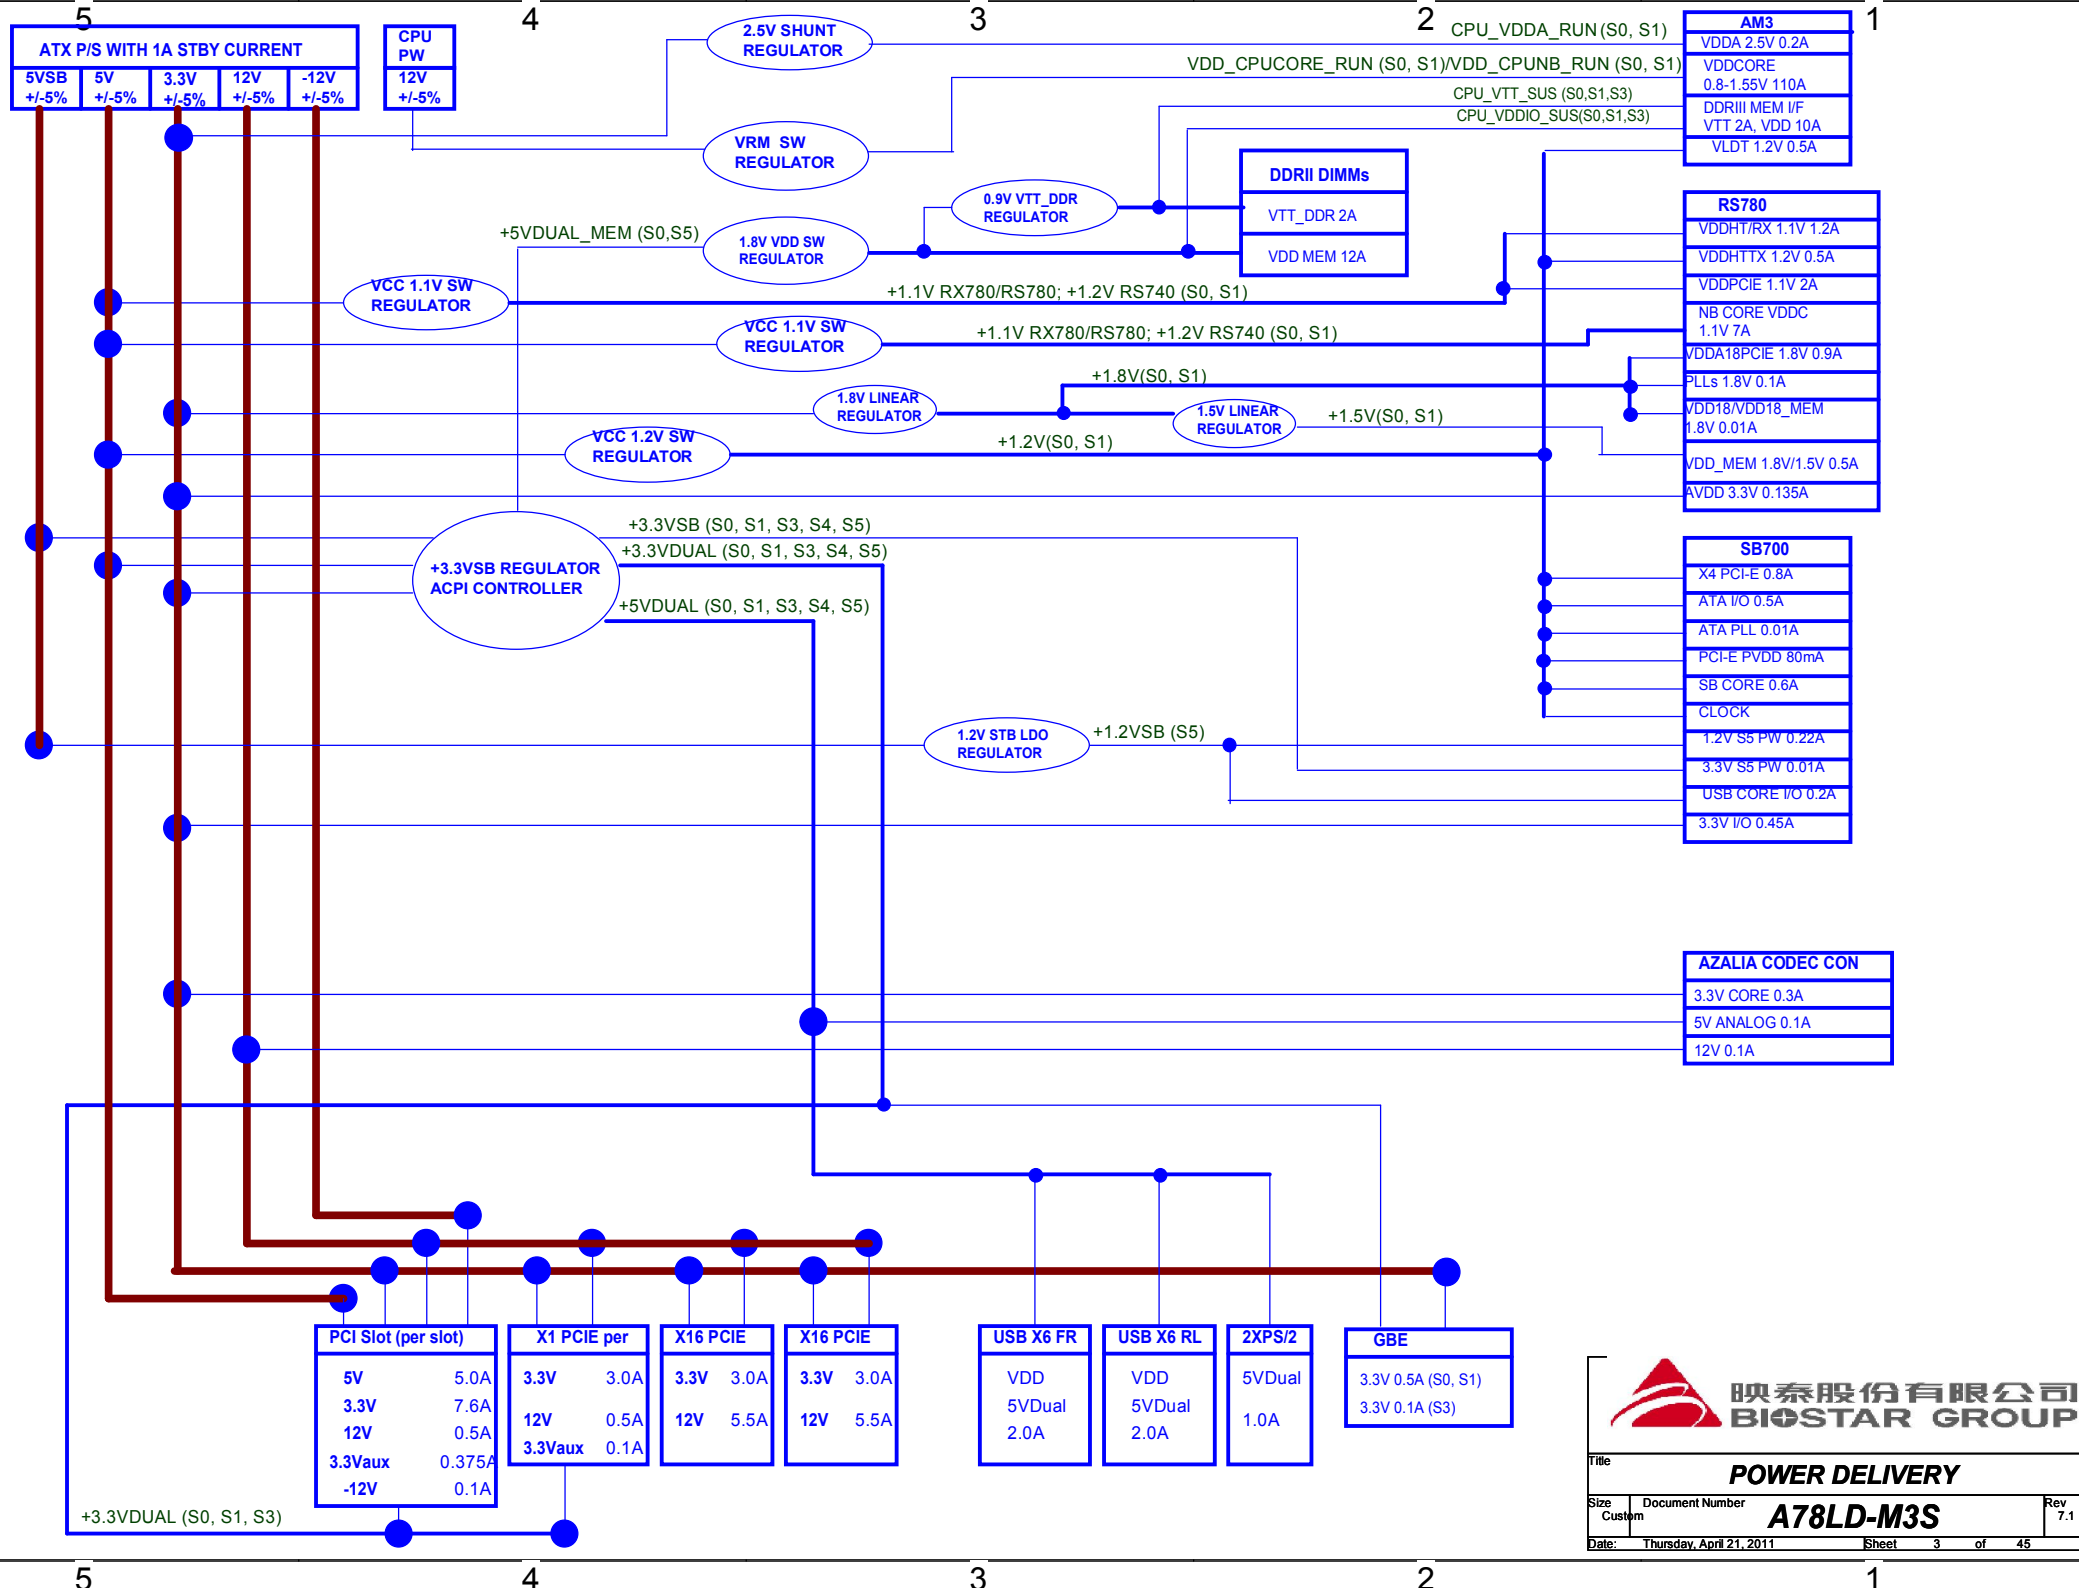 5 4 3 2 1
ATX P/S WITH 1A STBY CURRENT
5VSB
+/-5%
5V
+/-5%
3.3V
+/-5%
12V
+/-5%
-12V
+/-5%
CPU
PW
12V
+/-5%
2.5V SHUNT
REGULATOR
CPU_VDDA_RUN(S0, S1)
VDD_CPUCORE_RUN (S0, S1)/VDD_CPUNB_RUN (S0, S1)
CPU_VTT_SUS (S0,S1,S3)
CPU_VDDIO_SUS(S0,S1,S3)
AM3
VDDA 2.5V 0.2A
VDDCORE
0.8-1.55V 110A
DDRIII MEM I/F
VTT 2A, VDD 10A
VLDT 1.2V 0.5A
VRM SW
REGULATOR
0.9V VTT_DDR
REGULATOR
DDRII DIMMs
VTT_DDR 2A
VDD MEM 12A
+5VDUAL_MEM (S0,S5)
1.8V VDD SW
REGULATOR
VCC 1.1V SW
REGULATOR
+1.1V RX780/RS780; +1.2V RS740 (S0, S1)
VCC 1.1V SW
REGULATOR
+1.1V RX780/RS780; +1.2V RS740 (S0, S1)
1.8V LINEAR
REGULATOR
+1.8V(S0, S1)
1.5V LINEAR
REGULATOR
+1.5V(S0, S1)
VCC 1.2V SW
REGULATOR
+1.2V(S0, S1)
RS780
VDDHT/RX 1.1V 1.2A
VDDHTTX 1.2V 0.5A
VDDPCIE 1.1V 2A
NB CORE VDDC
1.1V 7A
VDDA18PCIE 1.8V 0.9A
PLLs 1.8V 0.1A
VDD18/VDD18_MEM
1.8V 0.01A
VDD_MEM 1.8V/1.5V 0.5A
AVDD 3.3V 0.135A
+3.3VSB REGULATOR
ACPI CONTROLLER
+3.3VSB (S0, S1, S3, S4, S5)
+3.3VDUAL (S0, S1, S3, S4, S5)
+5VDUAL (S0, S1, S3, S4, S5)
SB700
X4 PCI-E 0.8A
ATA I/O 0.5A
ATA PLL 0.01A
PCI-E PVDD 80mA
SB CORE 0.6A
CLOCK
1.2V S5 PW 0.22A
3.3V S5 PW 0.01A
USB CORE I/O 0.2A
3.3V I/O 0.45A
1.2V STB LDO
REGULATOR
+1.2VSB (S5)
AZALIA CODEC CON
3.3V CORE 0.3A
5V ANALOG 0.1A
12V 0.1A
PCI Slot (per slot)
5V 5.0A
3.3V 7.6A
12V 0.5A
3.3Vaux 0.375A
-12V 0.1A
X1 PCIE per
3.3V 3.0A
12V 0.5A
3.3Vaux 0.1A
X16 PCIE
3.3V 3.0A
12V 5.5A
X16 PCIE
3.3V 3.0A
12V 5.5A
USB X6 FR
VDD
5VDual
2.0A
USB X6 RL
VDD
5VDual
2.0A
2XPS/2
5VDual
1.0A
GBE
3.3V 0.5A (S0, S1)
3.3V 0.1A (S3)
+3.3VDUAL (S0, S1, S3)
映泰股份有限公司
BIOSTAR GROUP
Title
POWER DELIVERY
Size
Custom
Document Number
A78LD-M3S
Rev
7.1
Date: Thursday, April 21, 2011
Sheet 3 of 45
5 4 3 2 1